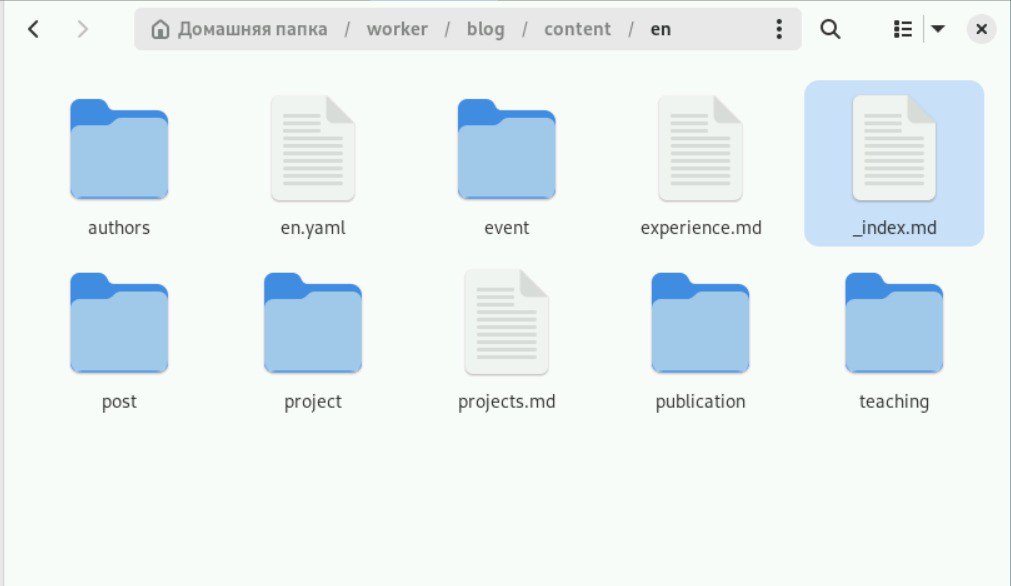 Домашняя папка / worker / blog / content / en
authors en.yaml event experience.md _index.md
post project projects.md publication teaching